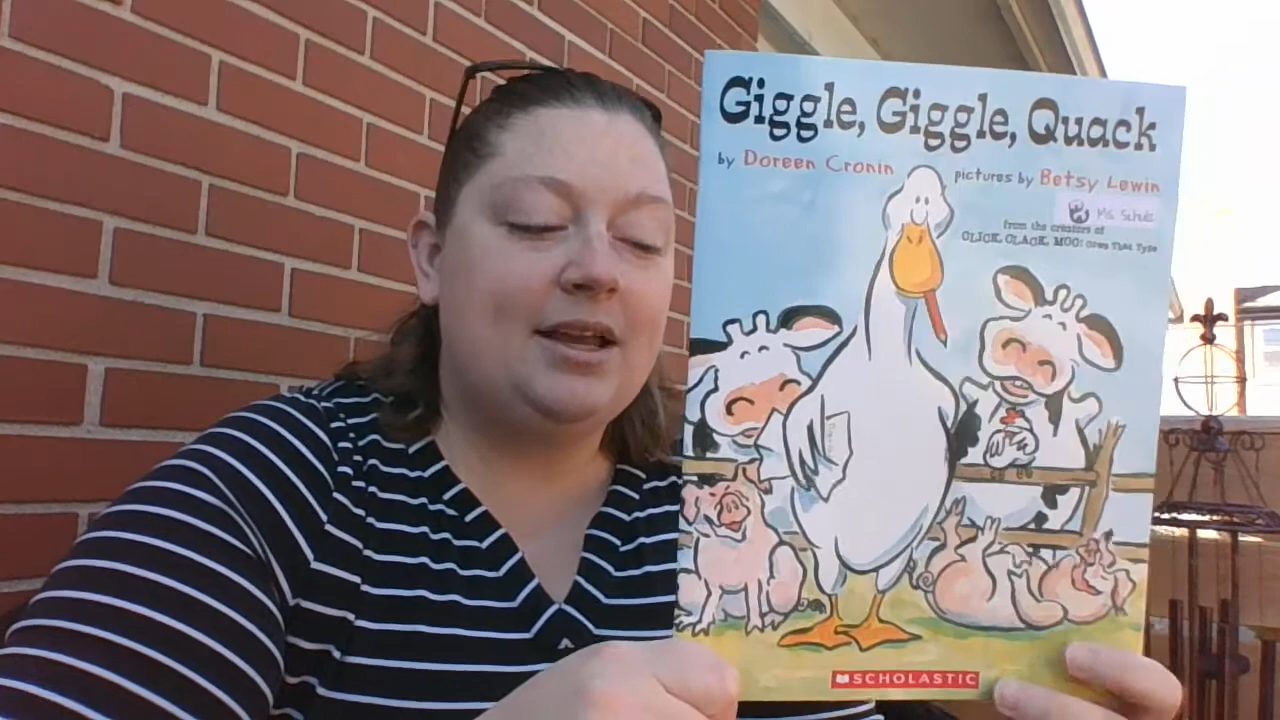 Giggle, Giggle, Quack
by Doreen Cronin pictures by Betsy Lewin
Ms.
from the creators of
CLICK, CLACK, MOO: Cows That Type
SCHOLASTIC